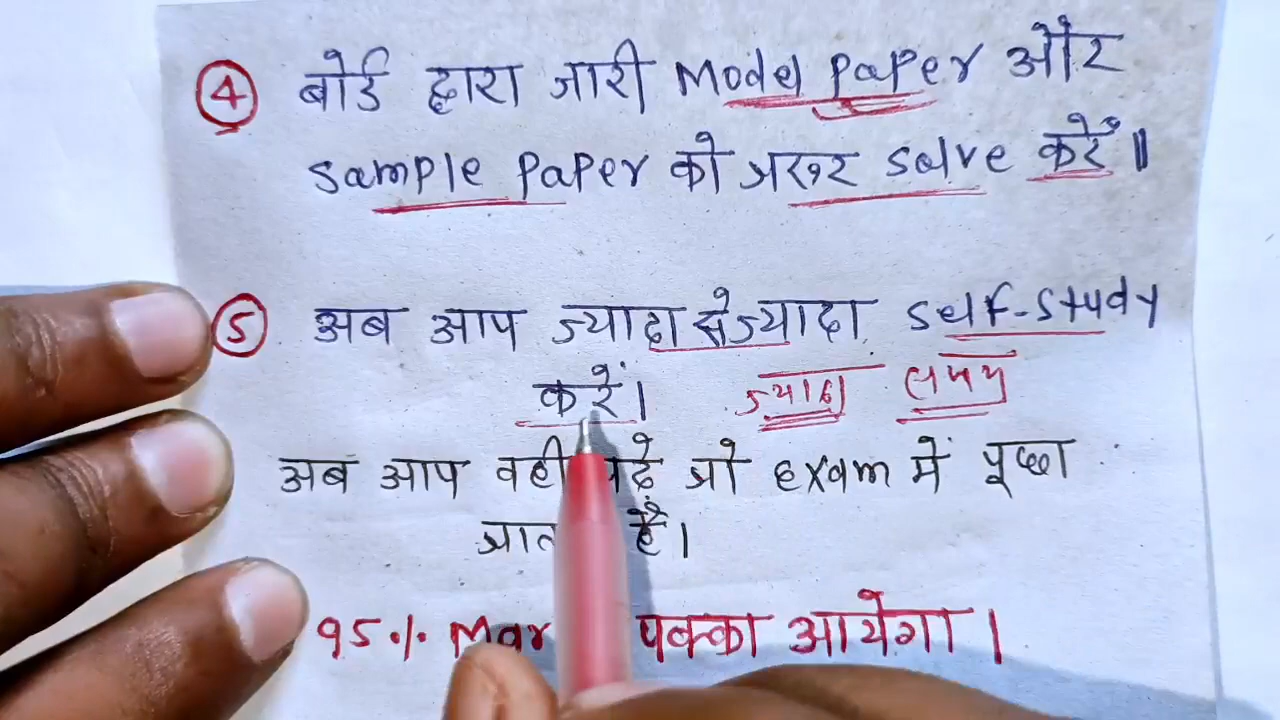 ④ बोर्ड द्वारा जारी Model Paper और
Sample Paper को जरुर Solve करें॥
⑤ अब आप ज्यादा से ज्यादा Self-Study
करें। ज्यादा समय
अब आप वही पढें जो Exam में पूछा
जाता हैं।
95% Mar पक्का आयेगा।